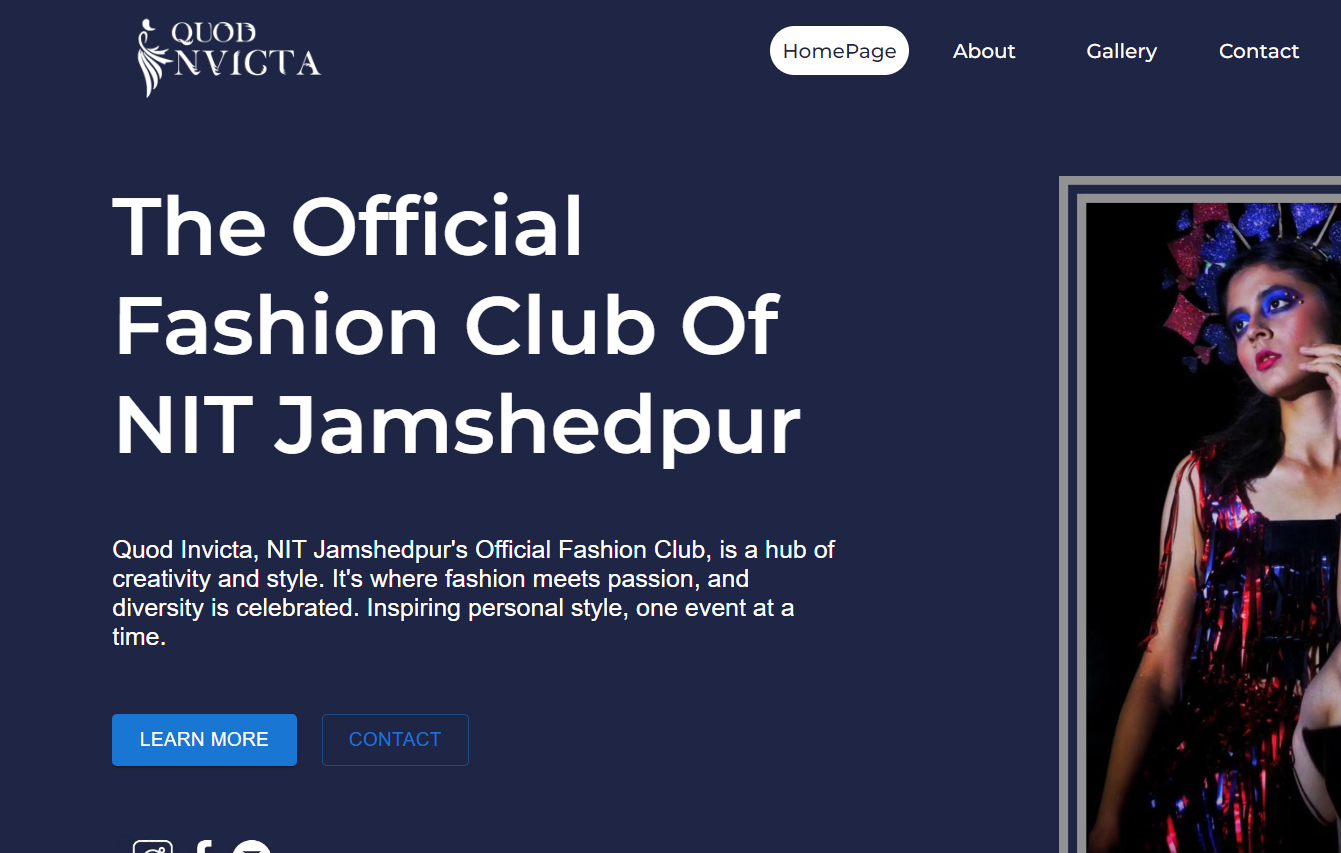 QUOD
NVICTA
HomePage
About
Gallery
Contact
The Official
Fashion Club Of
NIT Jamshedpur
Quod Invicta, NIT Jamshedpur's Official Fashion Club, is a hub of
creativity and style. It's where fashion meets passion, and
diversity is celebrated. Inspiring personal style, one event at a
time.
LEARN MORE
CONTACT